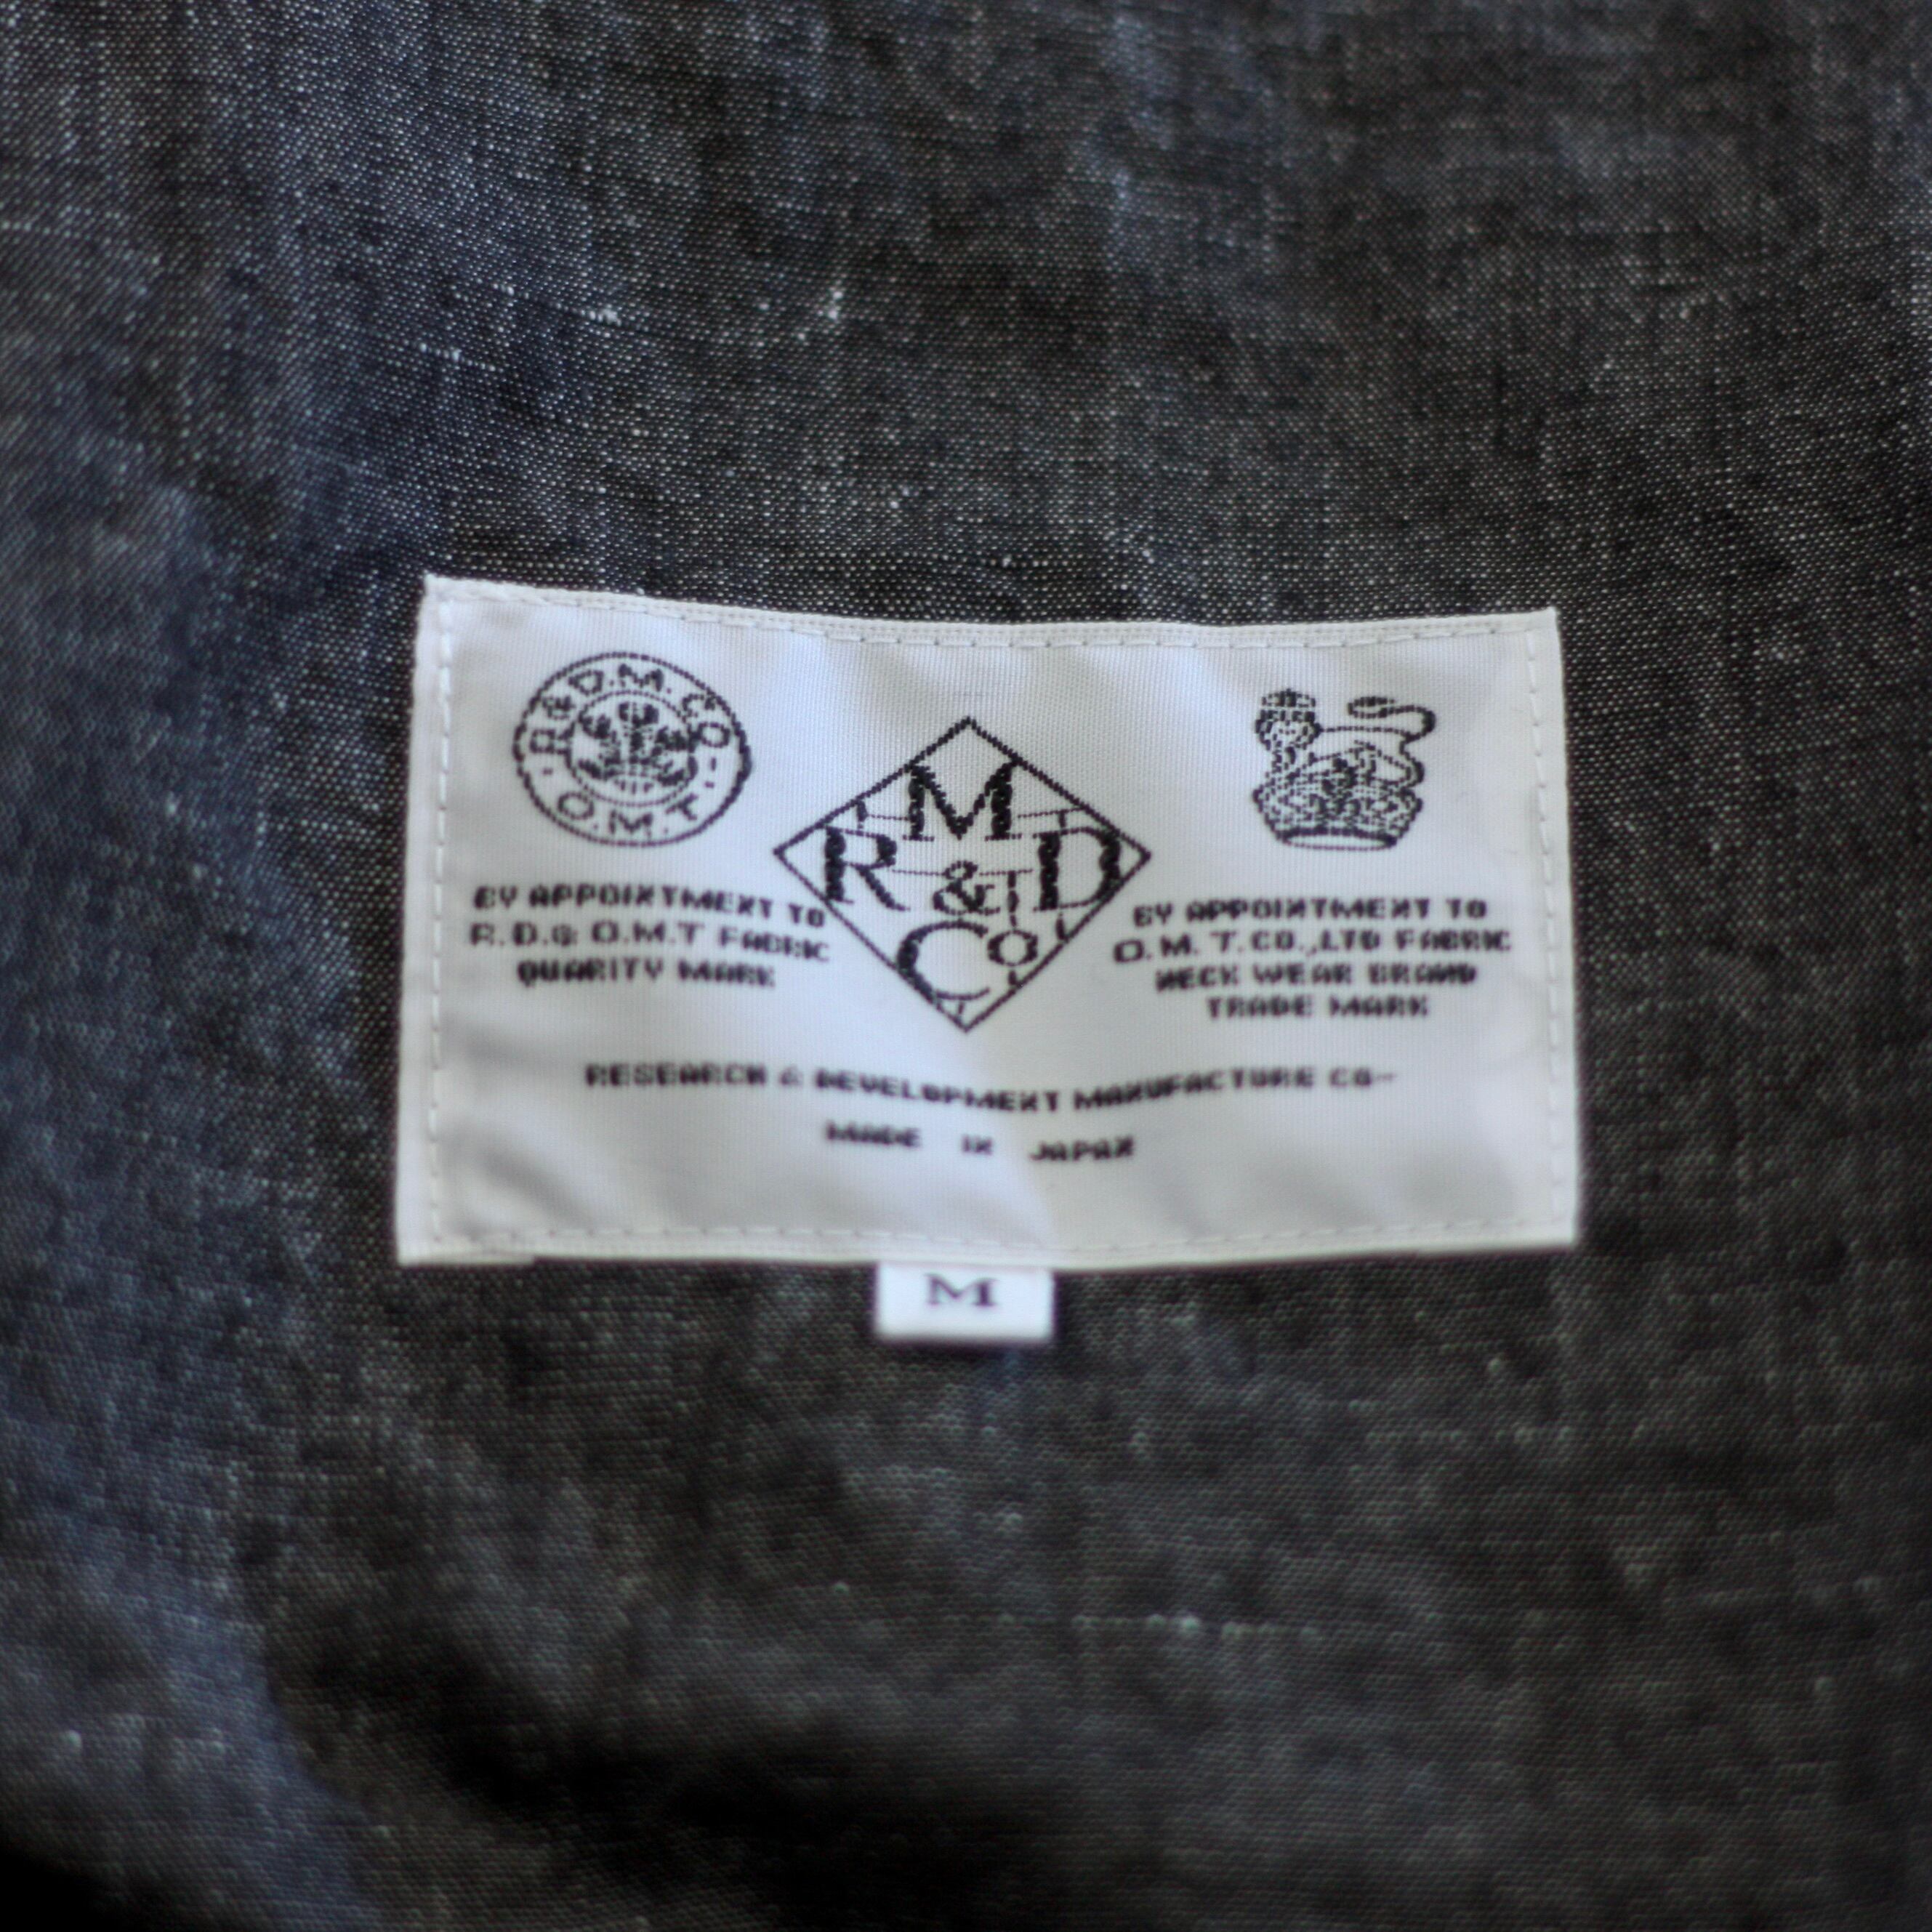 R&D.M.CO
O.M.T.
M
R & D
Co
BY APPOINTMENT TO
R.D.& O.M.T FABRIC
QUARITY MARK
BY APPOINTMENT TO
O.M.T.CO.,LTD FABRIC
NECK WEAR BRAND
TRADE MARK
RESEARCH & DEVELOPMENT MANUFACTURE CO-
MADE IN JAPAN
M